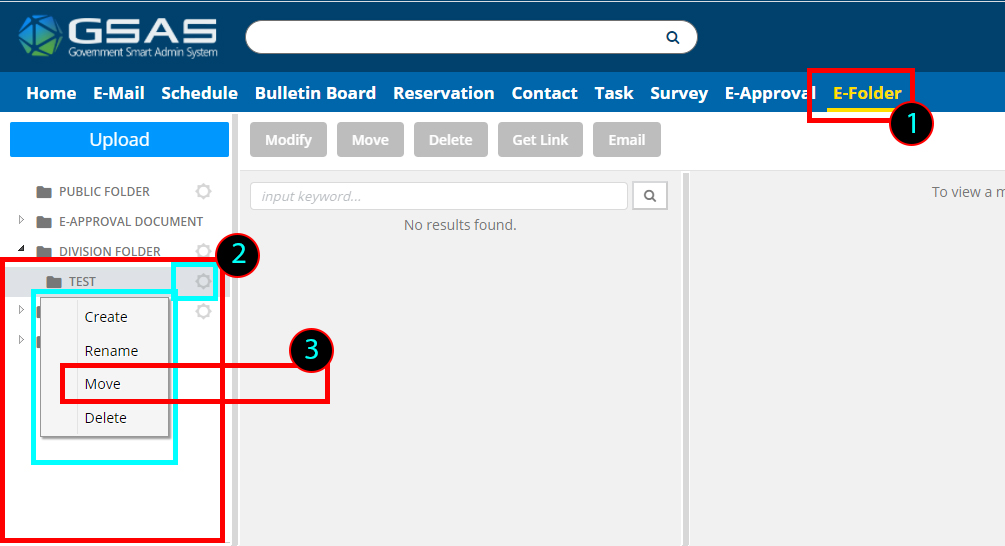 GSAS
Government Smart Admin System
Home E-Mail Schedule Bulletin Board Reservation Contact Task Survey E-Approval E-Folder
1
Upload
Modify Move Delete Get Link Email
PUBLIC FOLDER
E-APPROVAL DOCUMENT
DIVISION FOLDER
2
TEST
input keyword...
No results found.
To view a m
Create
Rename
3
Move
Delete